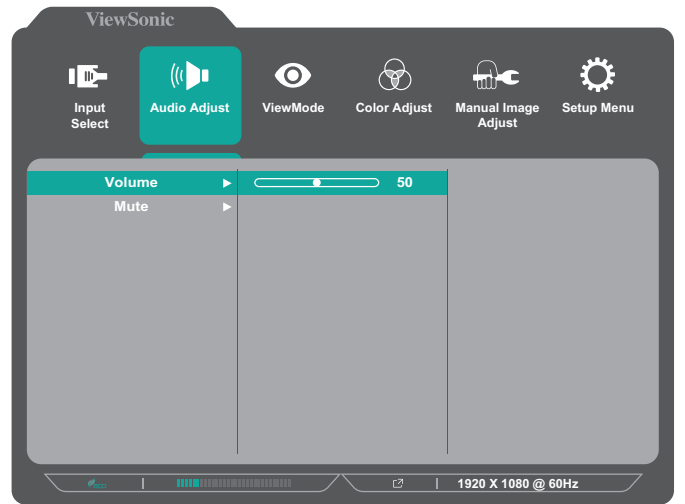 ViewSonic
Input
Select
Audio Adjust
ViewMode
Color Adjust
Manual Image
Adjust
Setup Menu
Volume
50
Mute
1920 X 1080 @ 60Hz